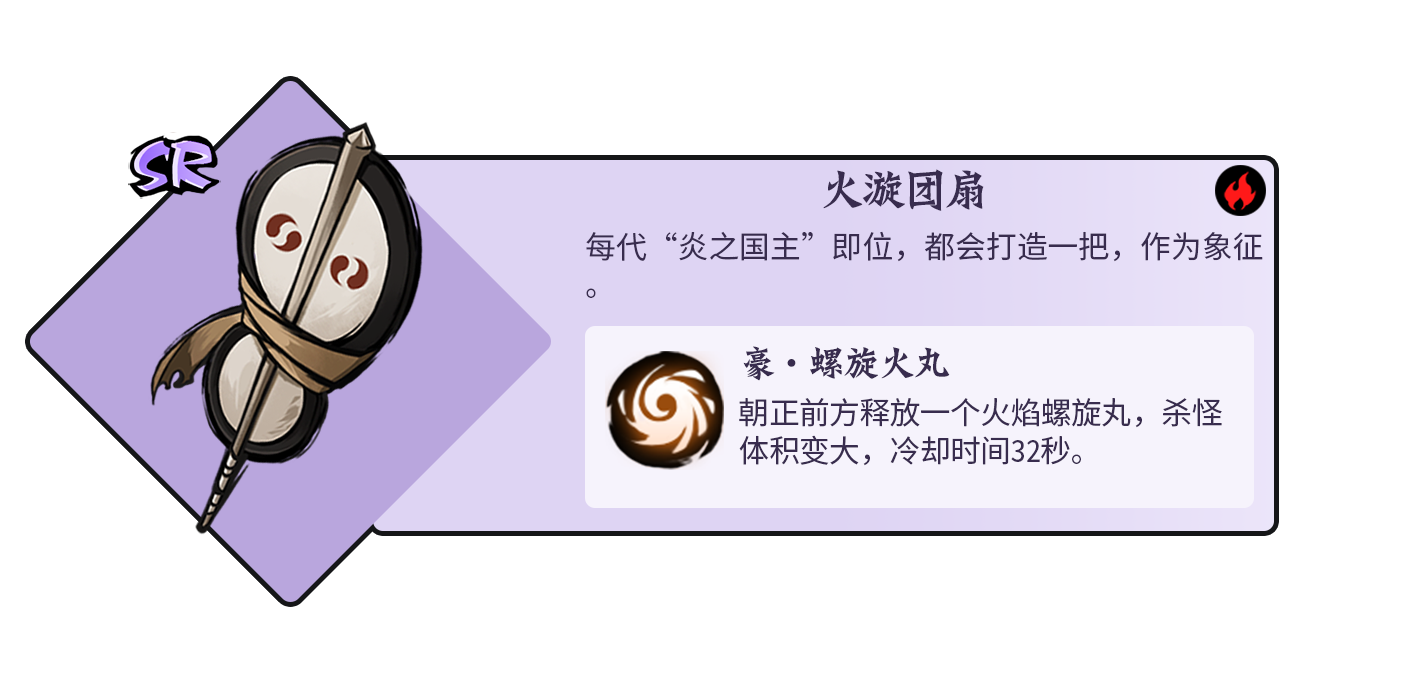 SR
火漩团扇
每代“炎之国主”即位，都会打造一把，作为象征
。
豪·螺旋火丸
朝正前方释放一个火焰螺旋丸，杀怪
体积变大，冷却时间32秒。